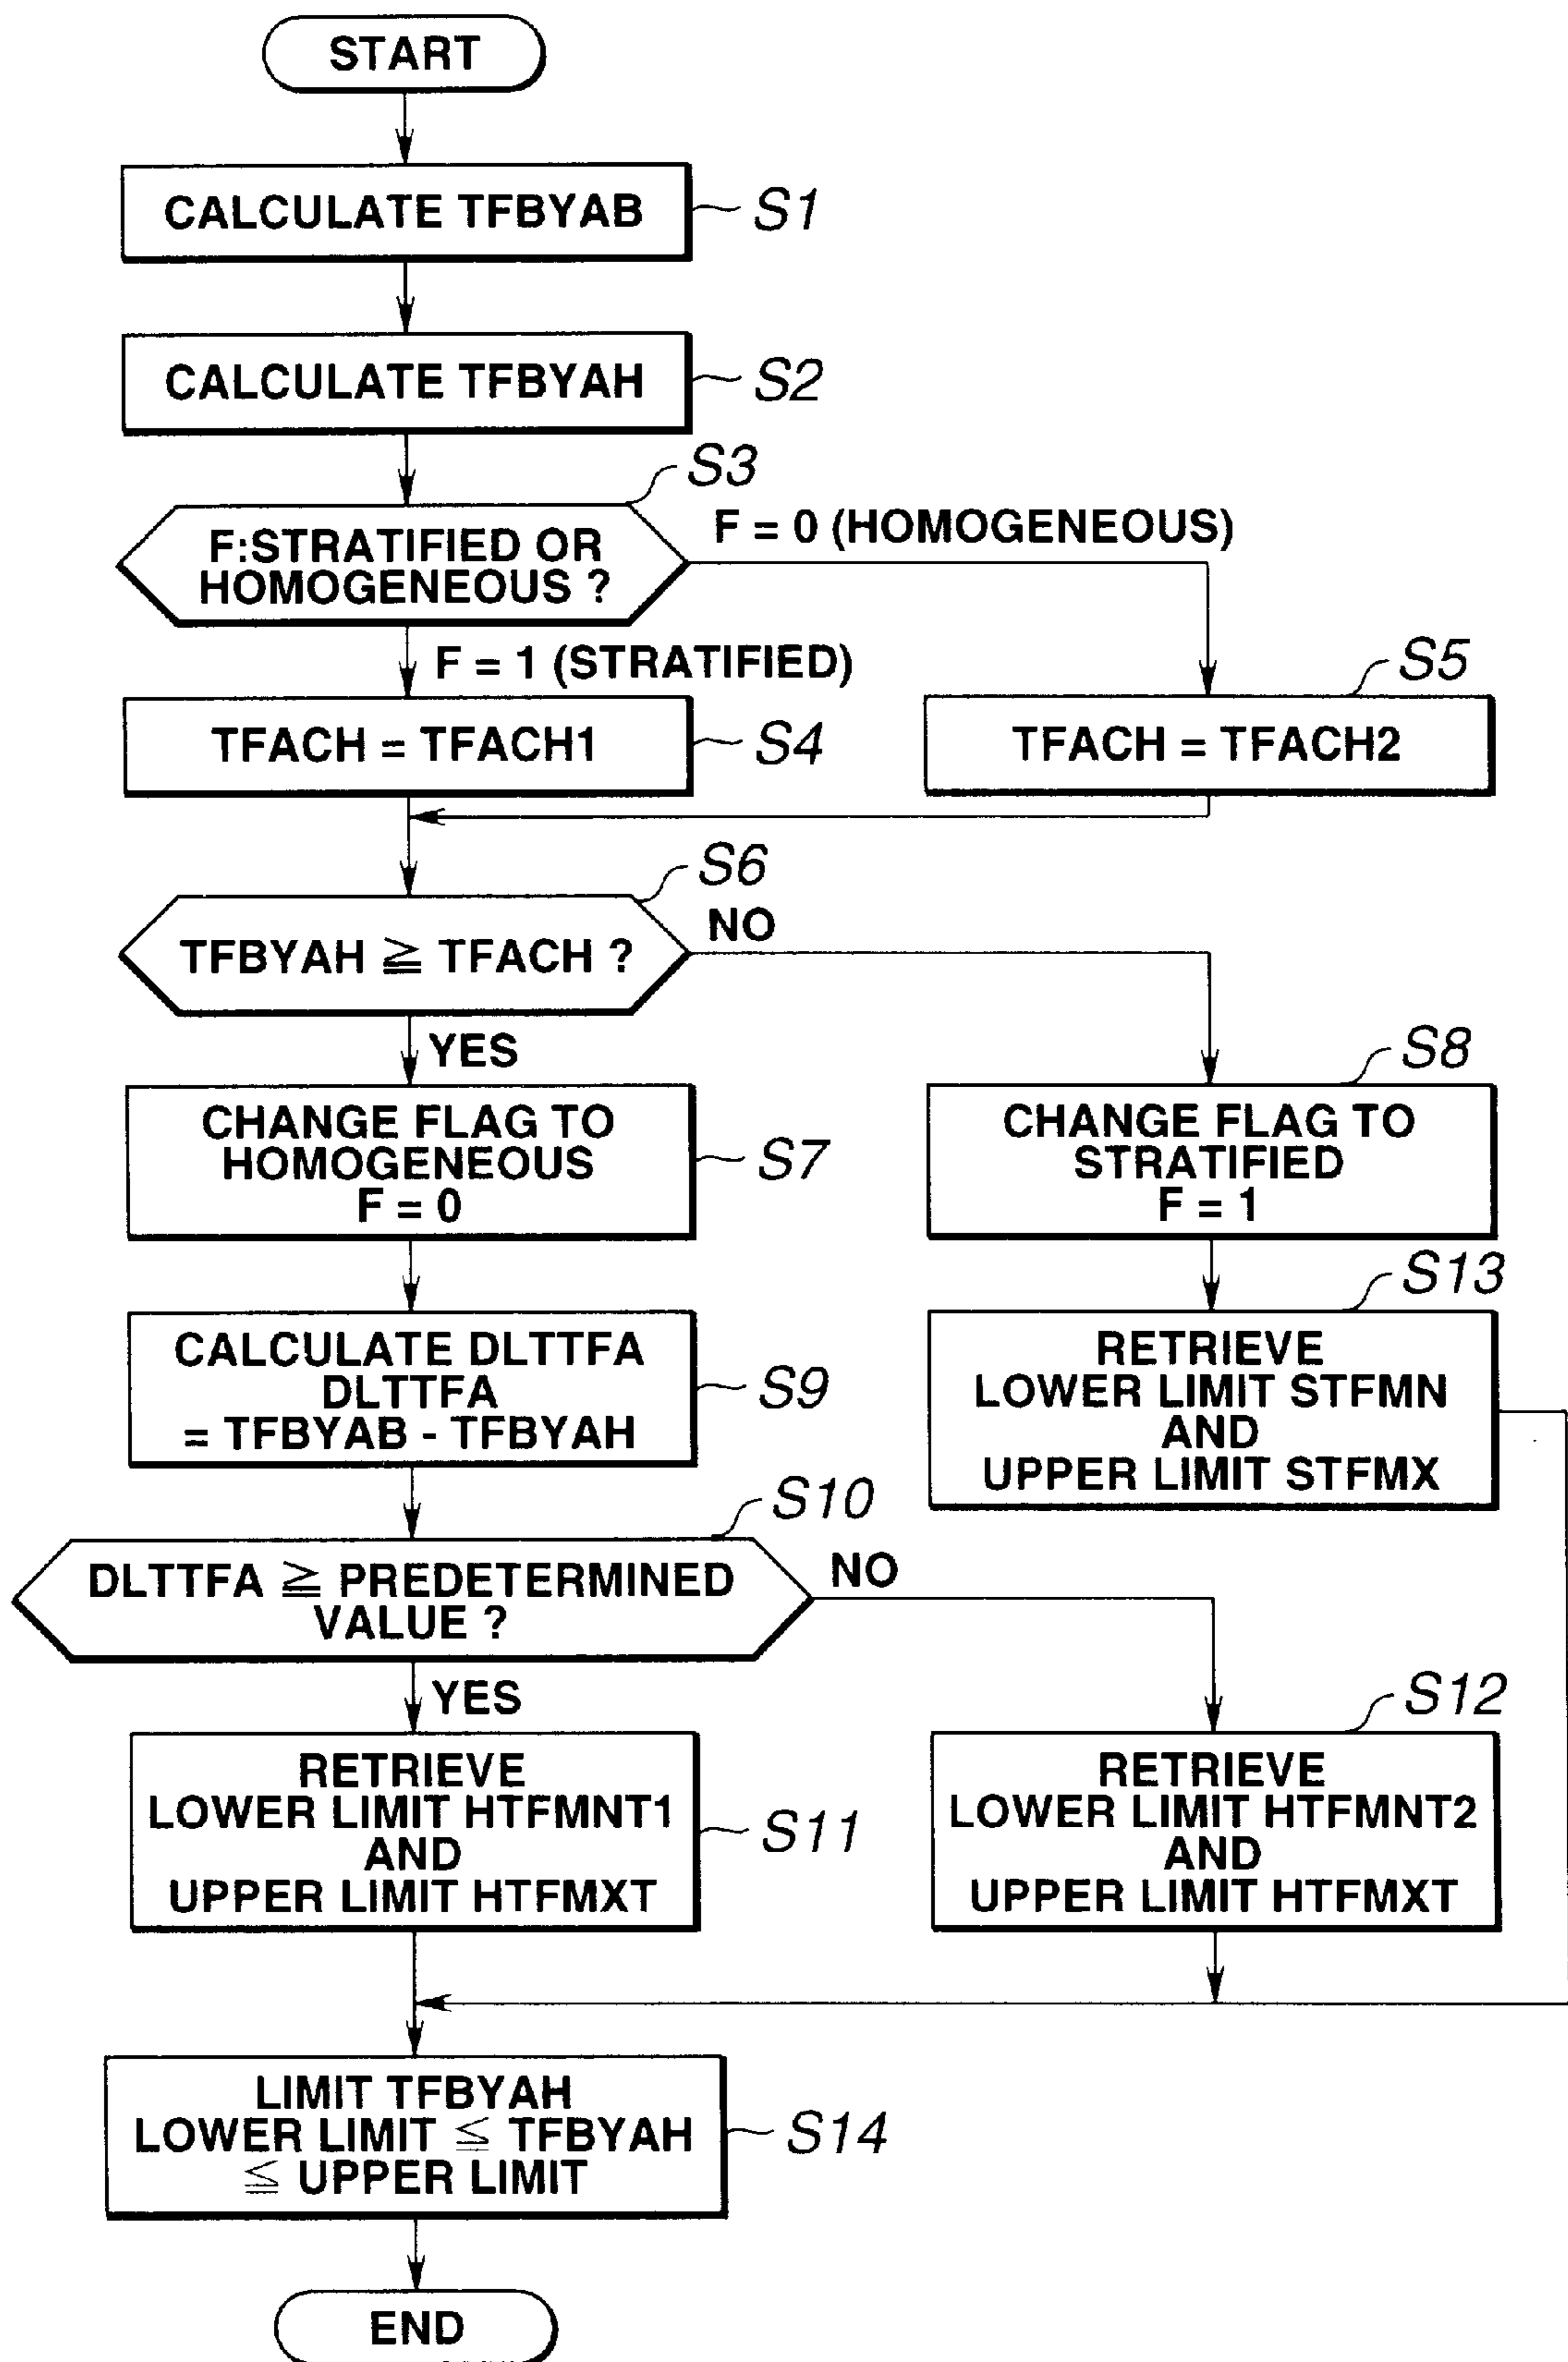 START
CALCULATE TFBYAB
S1
CALCULATE TFBYAH
S2
S3
F:STRATIFIED OR
HOMOGENEOUS ?
F = 0 (HOMOGENEOUS)
F = 1 (STRATIFIED)
TFACH = TFACH1
S4
S5
TFACH = TFACH2
S6
TFBYAH ≧ TFACH ?
NO
YES
CHANGE FLAG TO
HOMOGENEOUS
F = 0
S7
S8
CHANGE FLAG TO
STRATIFIED
F = 1
CALCULATE DLTTFA
DLTTFA
= TFBYAB - TFBYAH
S9
S13
RETRIEVE
LOWER LIMIT STFMN
AND
UPPER LIMIT STFMX
S10
DLTTFA ≧ PREDETERMINED
VALUE ?
NO
YES
RETRIEVE
LOWER LIMIT HTFMNT1
AND
UPPER LIMIT HTFMXT
S11
S12
RETRIEVE
LOWER LIMIT HTFMNT2
AND
UPPER LIMIT HTFMXT
LIMIT TFBYAH
LOWER LIMIT ≦ TFBYAH
≦ UPPER LIMIT
S14
END